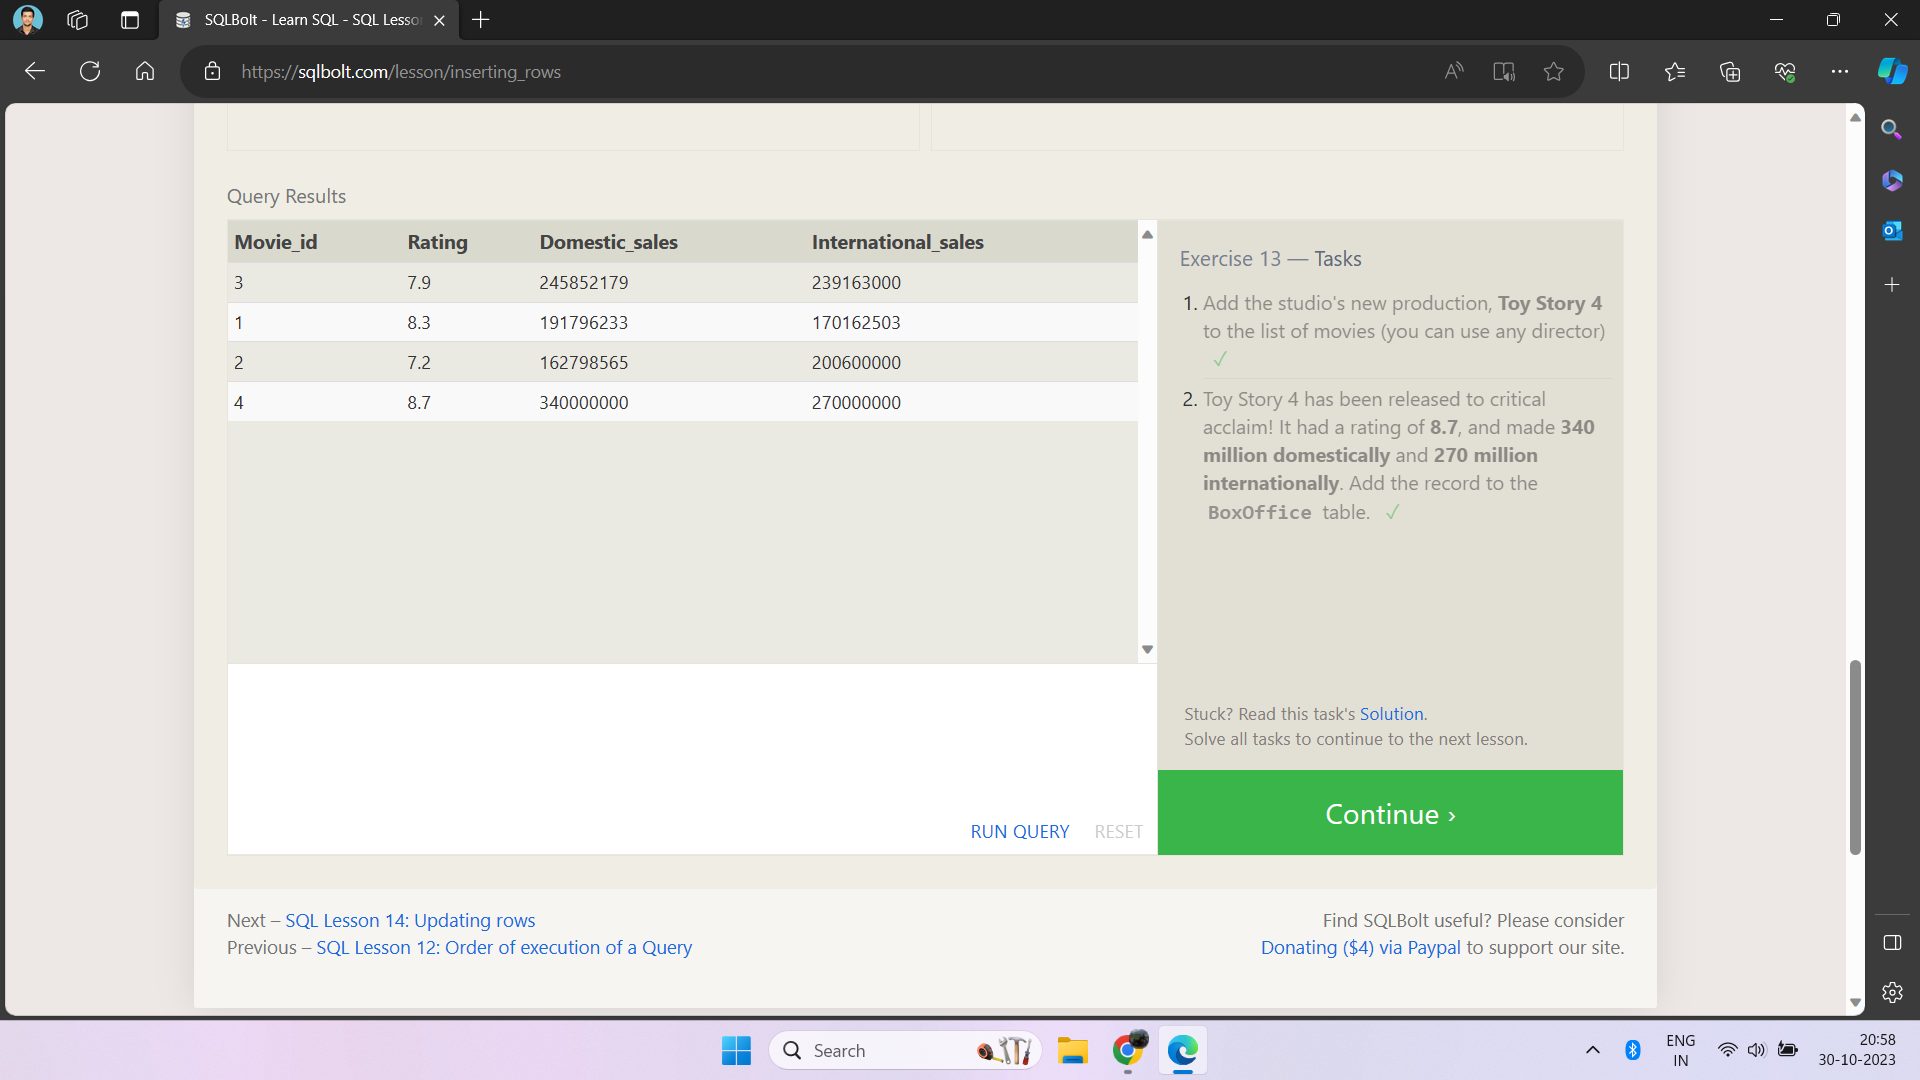 SQLBolt - Learn SQL - SQL Lesso
https://sqlbolt.com/lesson/inserting_rows
Query Results
Movie_id Rating Domestic_sales International_sales
3 7.9 245852179 239163000
1 8.3 191796233 170162503
2 7.2 162798565 200600000
4 8.7 340000000 270000000
RUN QUERY RESET
Exercise 13 — Tasks
1. Add the studio's new production, Toy Story 4
to the list of movies (you can use any director)
✓
2. Toy Story 4 has been released to critical
acclaim! It had a rating of 8.7, and made 340
million domestically and 270 million
internationally. Add the record to the
BoxOffice table. ✓
Stuck? Read this task's Solution.
Solve all tasks to continue to the next lesson.
Continue ›
Next – SQL Lesson 14: Updating rows
Previous – SQL Lesson 12: Order of execution of a Query
Find SQLBolt useful? Please consider
Donating ($4) via Paypal to support our site.
Search
ENG
IN
20:58
30-10-2023